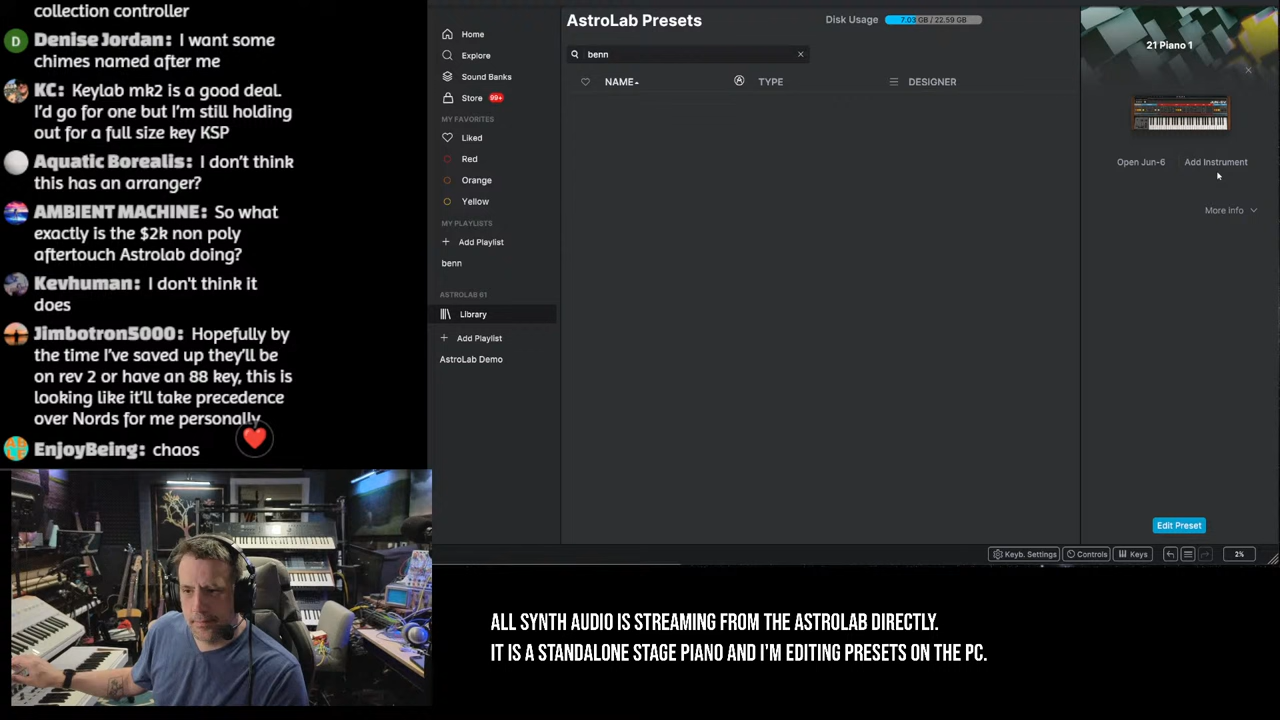 collection controller
D
Denise Jordan: I want some
chimes named after me
KC: Keylab mk2 is a good deal.
I'd go for one but I'm still holding
out for a full size key KSP
Aquatic Borealis: I don't think
this has an arranger?
AMBIENT MACHINE: So what
exactly is the $2k non poly
aftertouch Astrolab doing?
Kevhuman: I don't think it
does
Jimbotron5000: Hopefully by
the time I've saved up they'll be
on rev 2 or have an 88 key, this is
looking like it'll take precedence
over Nords for me personally
EnjoyBeing: chaos
Home
Explore
Sound Banks
Store 99+
MY FAVORITES
Liked
Red
Orange
Yellow
MY PLAYLISTS
+ Add Playlist
benn
ASTROLAB 61
Library
+ Add Playlist
AstroLab Demo
AstroLab Presets
Disk Usage 7.03 GB / 22.59 GB
benn
NAME
TYPE
DESIGNER
21 Piano 1
Open Jun-6
Add Instrument
More info
Edit Preset
Keyb. Settings
Controls
Keys
2%
ALL SYNTH AUDIO IS STREAMING FROM THE ASTROLAB DIRECTLY.
IT IS A STANDALONE STAGE PIANO AND I'M EDITING PRESETS ON THE PC.